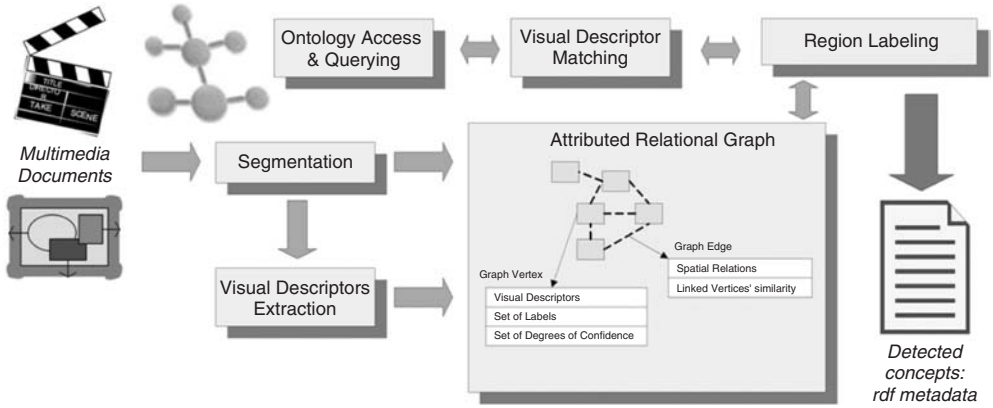 Ontology Access
& Querying
Visual Descriptor
Matching
Region Labeling
TITLE
DIRECTO
R
TAKE
SCENE
Multimedia
Documents
Segmentation
Attributed Relational Graph
Graph Edge
Spatial Relations
Linked Vertices' similarity
Graph Vertex
Visual Descriptors
Set of Labels
Set of Degrees of Confidence
Visual Descriptors
Extraction
Detected
concepts:
rdf metadata